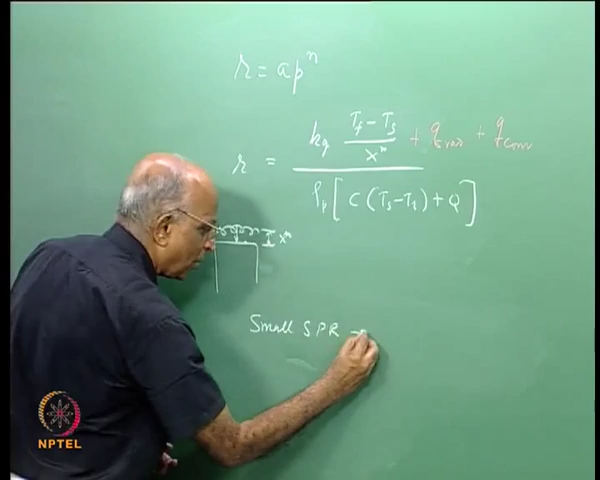 r = ap^n
r = k_g (T_f - T_s)/x* + q_rad + q_conv / ρ_p [ C (T_s - T_i) + Q ]
x*
Small SPR -
NPTEL